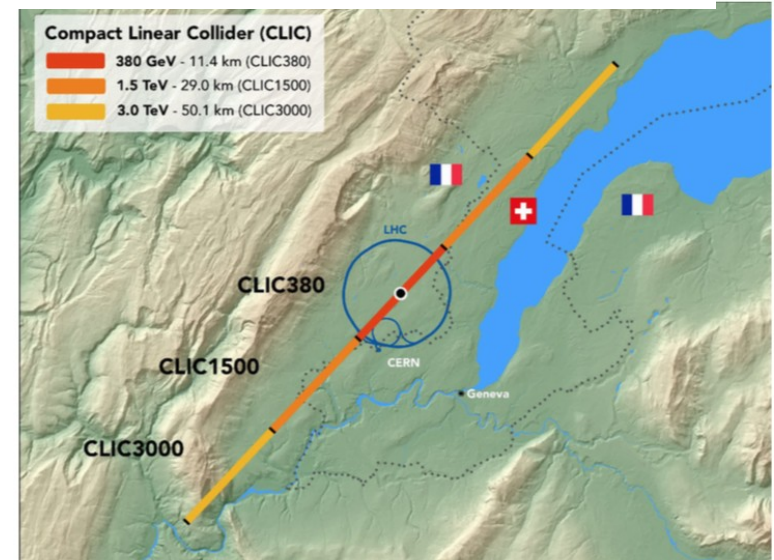 Compact Linear Collider (CLIC)
380 GeV - 11.4 km (CLIC380)
1.5 TeV - 29.0 km (CLIC1500)
3.0 TeV - 50.1 km (CLIC3000)
LHC
CLIC380
CERN
CLIC1500
Geneva
CLIC3000